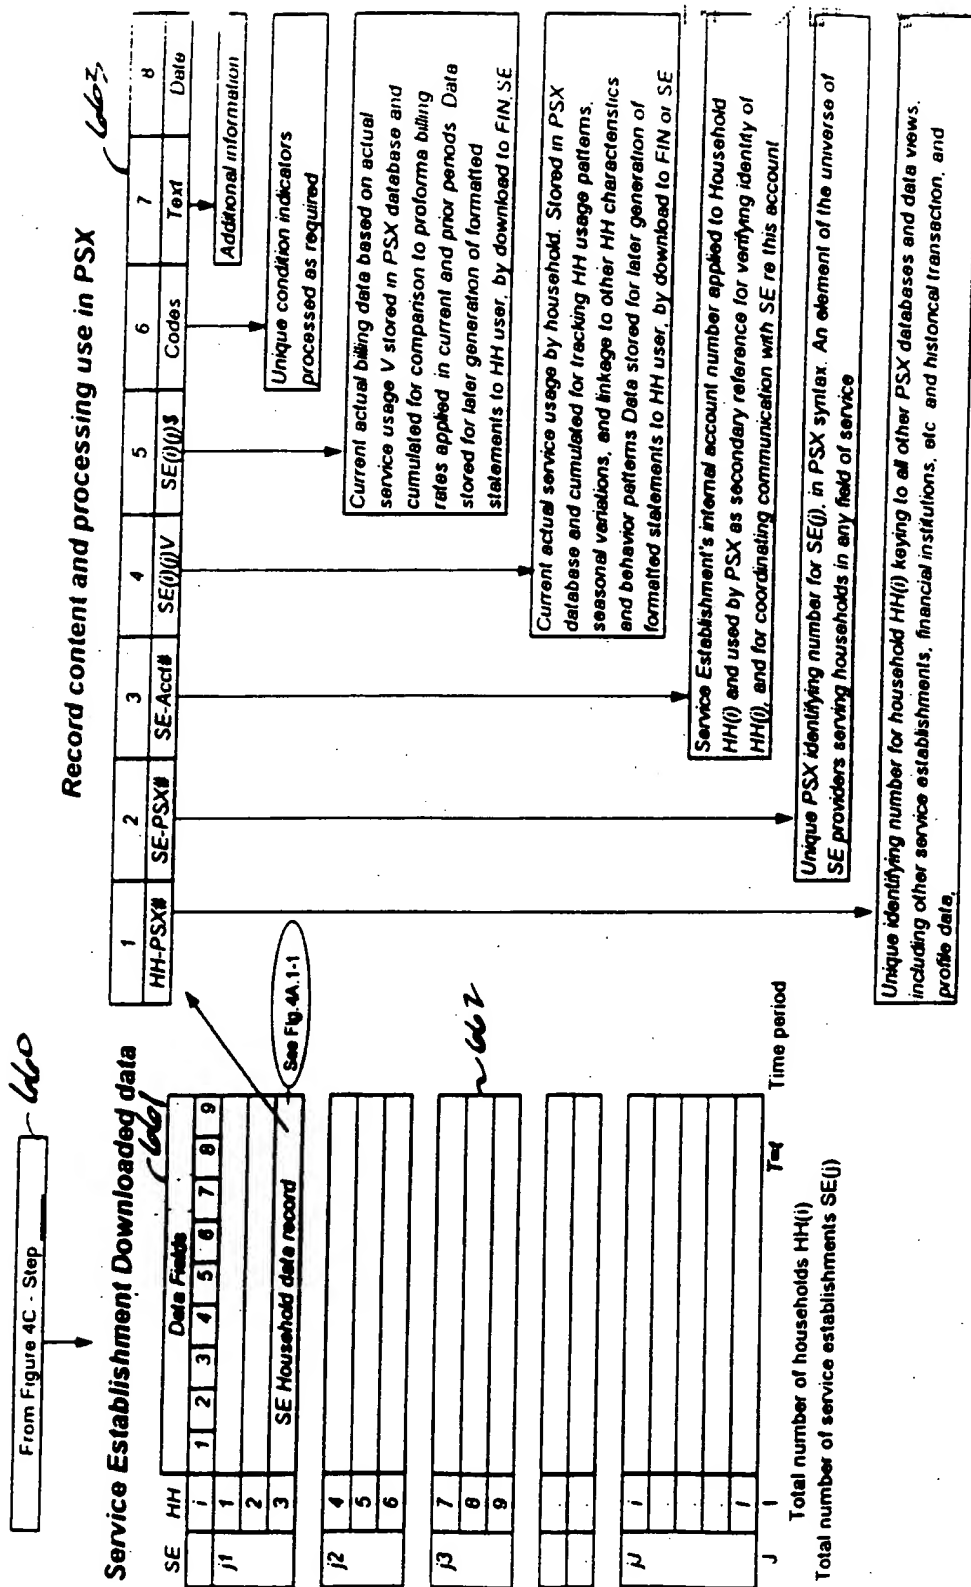 From Figure 4C - Step
660
Service Establishment Downloaded data
661
SE HH Data Fields
i 1 2 3 4 5 6 7 8 9
j1 1
2
3 SE Household data record
See Fig.4A.1-1
j2 4
5
6
j3 7
8
9
662
. .
. .
jJ i
I
J I T=t Time period
Total number of households HH(i)
Total number of service establishments SE(j)
Record content and processing use in PSX
663
1 2 3 4 5 6 7 8
HH-PSX# SE-PSX# SE-Acct# SE(i)(j)V SE(i)(j)$ Codes Text Date
Additional information
Unique condition indicators
processed as required
Current actual billing data based on actual
service usage V stored in PSX database and
cumulated for comparison to proforma billing
rates applied in current and prior periods Data
stored for later generation of formatted
statements to HH user, by download to FIN.SE
Current actual service usage by household. Stored in PSX
database and cumulated for tracking HH usage patterns,
seasonal variations, and linkage to other HH characteristics
and behavior patterns Data stored for later generation of
formatted statements to HH user, by download to FIN or SE
Service Establishment's internal account number applied to Household
HH(i) and used by PSX as secondary reference for verifying identity of
HH(i), and for coordinating communication with SE re this account
Unique PSX identifying number for SE(j), in PSX syntax. An element of the universe of
SE providers serving households in any field of service
Unique identifying number for household HH(i) keying to all other PSX databases and data views.
including other service establishments, financial institutions, etc and historical transaction, and
profile data.